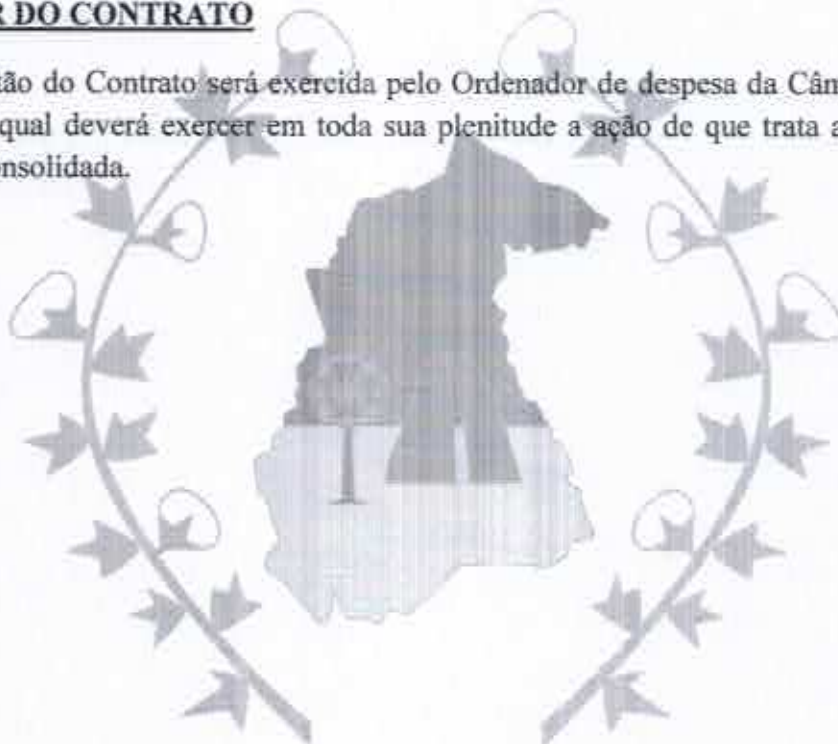 R DO CONTRATO
tão do Contrato será exercida pelo Ordenador de despesa da Câm
qual deverá exercer em toda sua plenitude a ação de que trata a
onsolidada.